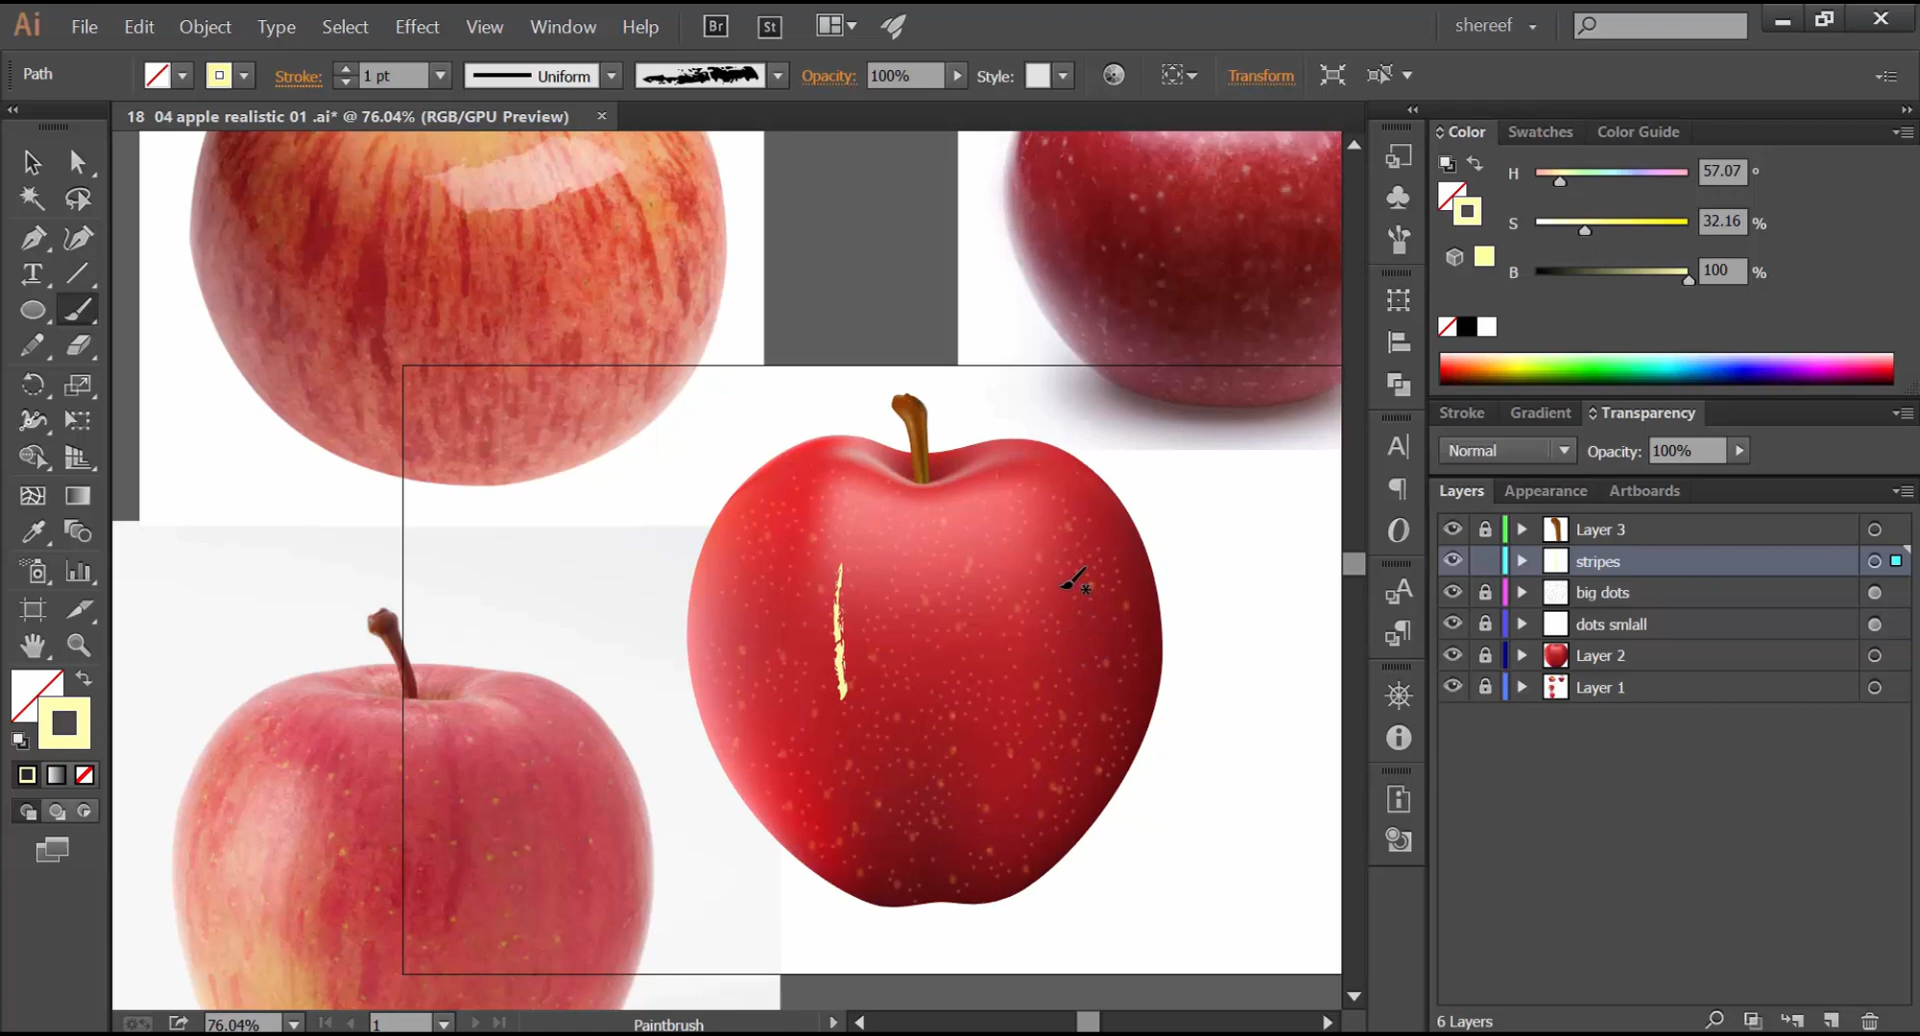 Ai File Edit Object Type Select Effect View Window Help Br St shereef
Path Stroke: 1 pt Uniform Opacity: 100% Style: Transform
18 04 apple realistic 01 .ai* @ 76.04% (RGB/GPU Preview) ×
Color Swatches Color Guide
H 57.07 °
S 32.16 %
B 100 %
Stroke Gradient Transparency
Normal Opacity: 100%
Layers Appearance Artboards
Layer 3
stripes
big dots
dots smlall
Layer 2
Layer 1
6 Layers
76.04% 1 Paintbrush